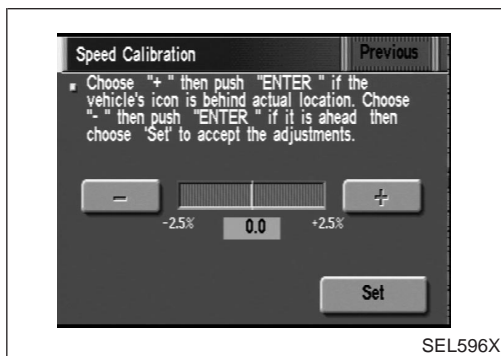 Speed Calibration
Previous
▪ Choose "+ " then push "ENTER " if the
vehicle's icon is behind actual location. Choose
"- " then push "ENTER " if it is ahead then
choose 'Set' to accept the adjustments.
-
+
-2.5%
0.0
+2.5%
Set
SEL596X